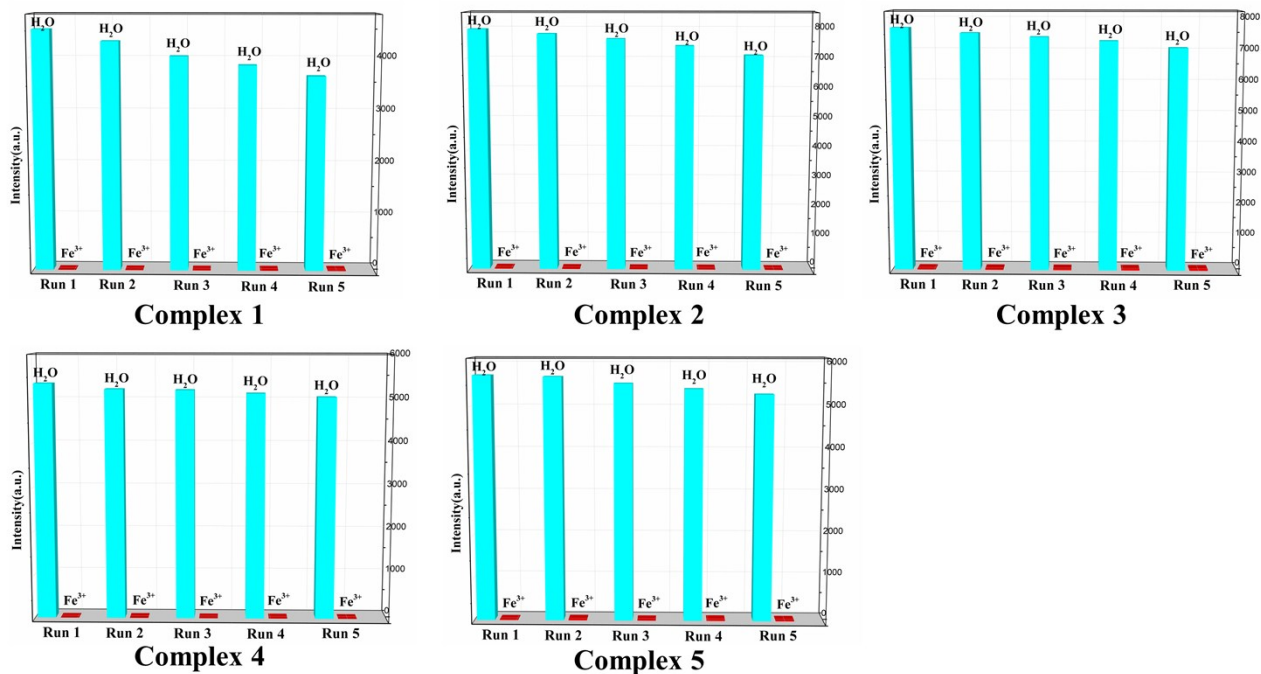 H₂O H₂O H₂O H₂O H₂O
Intensity(a.u.)
4000
3000
2000
1000
0
Fe³⁺ Fe³⁺ Fe³⁺ Fe³⁺ Fe³⁺
Run 1 Run 2 Run 3 Run 4 Run 5
Complex 1
H₂O H₂O H₂O H₂O H₂O
Intensity(a.u.)
8000
7000
6000
5000
4000
3000
2000
1000
0
Fe³⁺ Fe³⁺ Fe³⁺ Fe³⁺ Fe³⁺
Run 1 Run 2 Run 3 Run 4 Run 5
Complex 2
H₂O H₂O H₂O H₂O H₂O
Intensity(a.u.)
8000
7000
6000
5000
4000
3000
2000
1000
0
Fe³⁺ Fe³⁺ Fe³⁺ Fe³⁺ Fe³⁺
Run 1 Run 2 Run 3 Run 4 Run 5
Complex 3
H₂O H₂O H₂O H₂O H₂O
Intensity(a.u.)
6000
5000
4000
3000
2000
1000
0
Fe³⁺ Fe³⁺ Fe³⁺ Fe³⁺ Fe³⁺
Run 1 Run 2 Run 3 Run 4 Run 5
Complex 4
H₂O H₂O H₂O H₂O H₂O
Intensity(a.u.)
6000
5000
4000
3000
2000
1000
0
Fe³⁺ Fe³⁺ Fe³⁺ Fe³⁺ Fe³⁺
Run 1 Run 2 Run 3 Run 4 Run 5
Complex 5